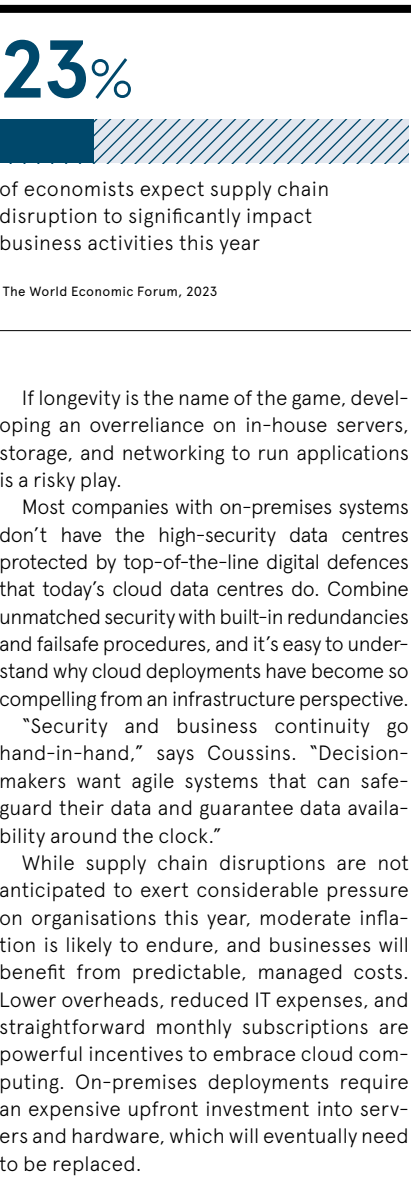 23%
of economists expect supply chain
disruption to significantly impact
business activities this year
The World Economic Forum, 2023
If longevity is the name of the game, devel-
oping an overreliance on in-house servers,
storage, and networking to run applications
is a risky play.
Most companies with on-premises systems
don’t have the high-security data centres
protected by top-of-the-line digital defences
that today’s cloud data centres do. Combine
unmatched security with built-in redundancies
and failsafe procedures, and it’s easy to under-
stand why cloud deployments have become so
compelling from an infrastructure perspective.
“Security and business continuity go
hand-in-hand,” says Coussins. “Decision-
makers want agile systems that can safe-
guard their data and guarantee data availa-
bility around the clock.”
While supply chain disruptions are not
anticipated to exert considerable pressure
on organisations this year, moderate infla-
tion is likely to endure, and businesses will
benefit from predictable, managed costs.
Lower overheads, reduced IT expenses, and
straightforward monthly subscriptions are
powerful incentives to embrace cloud com-
puting. On-premises deployments require
an expensive upfront investment into serv-
ers and hardware, which will eventually need
to be replaced.